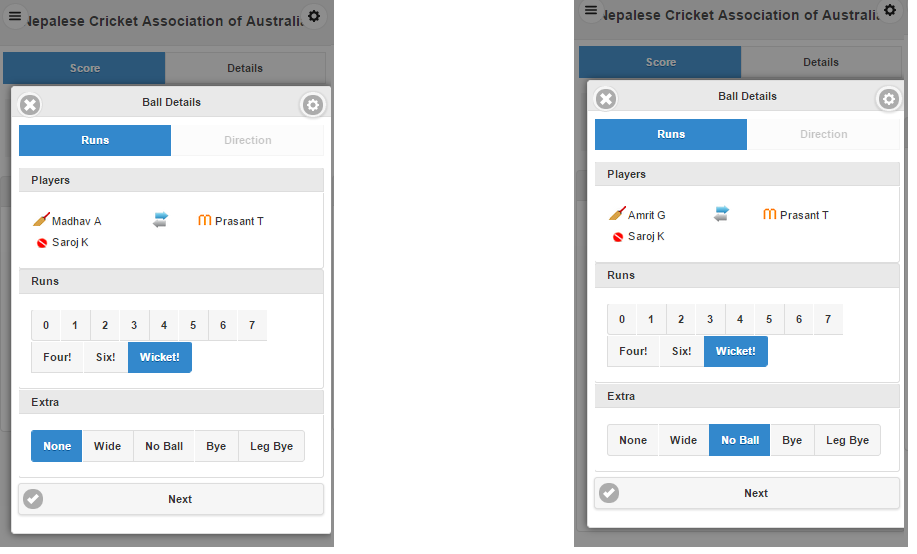 Nepalese Cricket Association of Australi
Score Details
Ball Details
Runs Direction
Players
Madhav A Prasant T
Saroj K
Runs
0 1 2 3 4 5 6 7
Four! Six! Wicket!
Extra
None Wide No Ball Bye Leg Bye
Next
Nepalese Cricket Association of Australi
Score Details
Ball Details
Runs Direction
Players
Amrit G Prasant T
Saroj K
Runs
0 1 2 3 4 5 6 7
Four! Six! Wicket!
Extra
None Wide No Ball Bye Leg Bye
Next